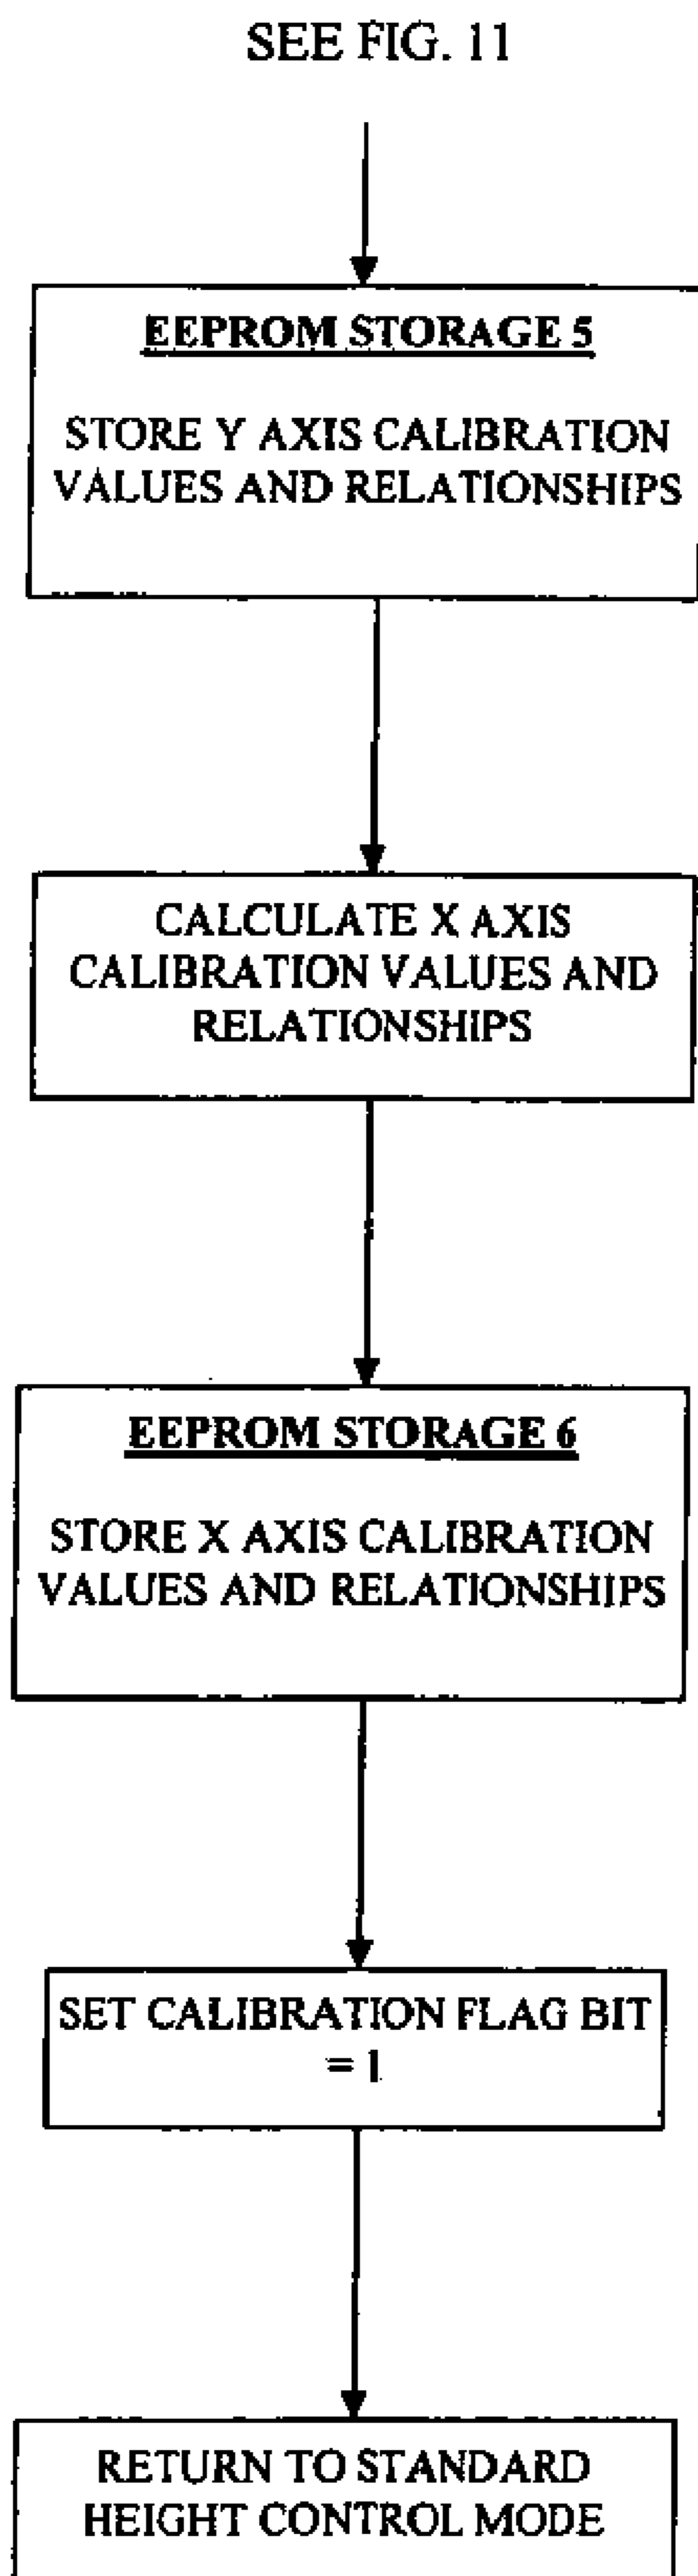 SEE FIG. 11
EEPROM STORAGE 5
STORE Y AXIS CALIBRATION
VALUES AND RELATIONSHIPS
CALCULATE X AXIS
CALIBRATION VALUES AND
RELATIONSHIPS
EEPROM STORAGE 6
STORE X AXIS CALIBRATION
VALUES AND RELATIONSHIPS
SET CALIBRATION FLAG BIT
= 1
RETURN TO STANDARD
HEIGHT CONTROL MODE